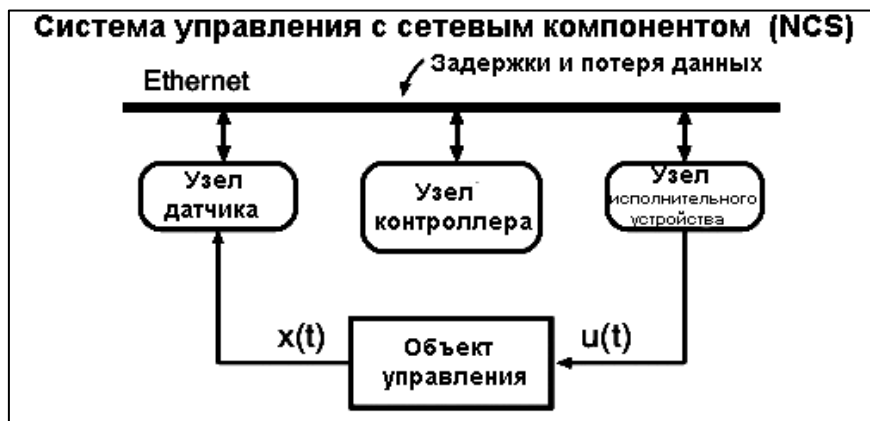 Система управления с сетевым компонентом (NCS)
Задержки и потеря данных
Ethernet
Узел
датчика
Узел
контроллера
Узел
исполнительного
устройства
x(t)
Объект
управления
u(t)